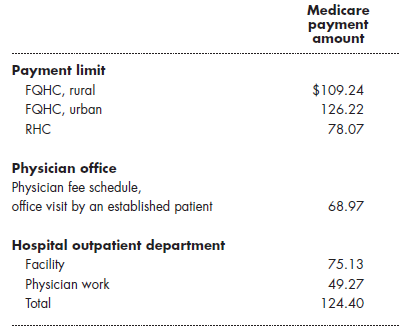 Medicare
payment
amount
Payment limit
FQHC, rural $109.24
FQHC, urban 126.22
RHC 78.07
Physician office
Physician fee schedule,
office visit by an established patient 68.97
Hospital outpatient department
Facility 75.13
Physician work 49.27
Total 124.40